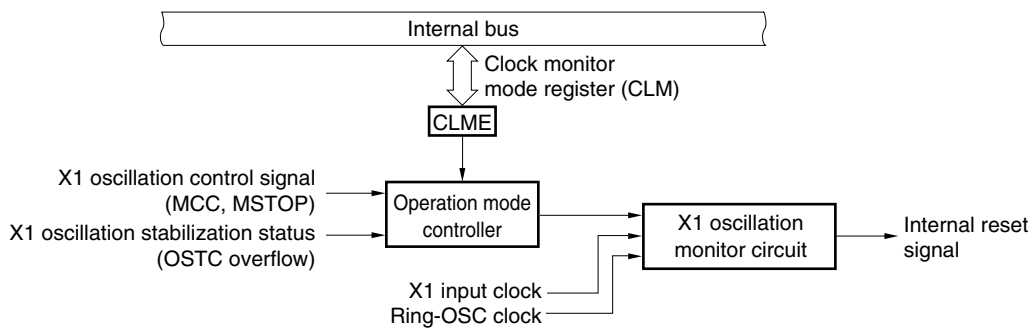 Internal bus
Clock monitor
mode register (CLM)
CLME
X1 oscillation control signal
(MCC, MSTOP)
X1 oscillation stabilization status
(OSTC overflow)
Operation mode
controller
X1 oscillation
monitor circuit
Internal reset
signal
X1 input clock
Ring-OSC clock